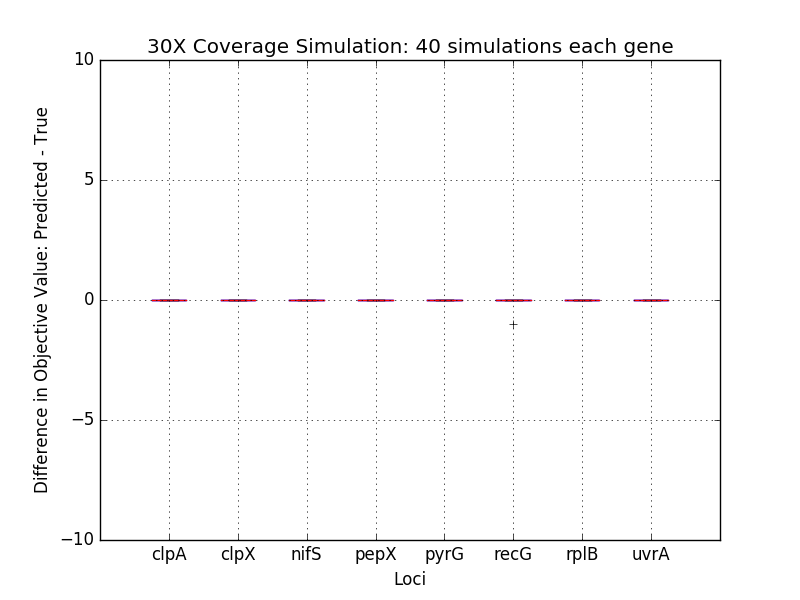 30X Coverage Simulation: 40 simulations each gene
Difference in Objective Value: Predicted - True
10
5
0
−5
−10
clpA clpX nifS pepX pyrG recG rplB uvrA
Loci